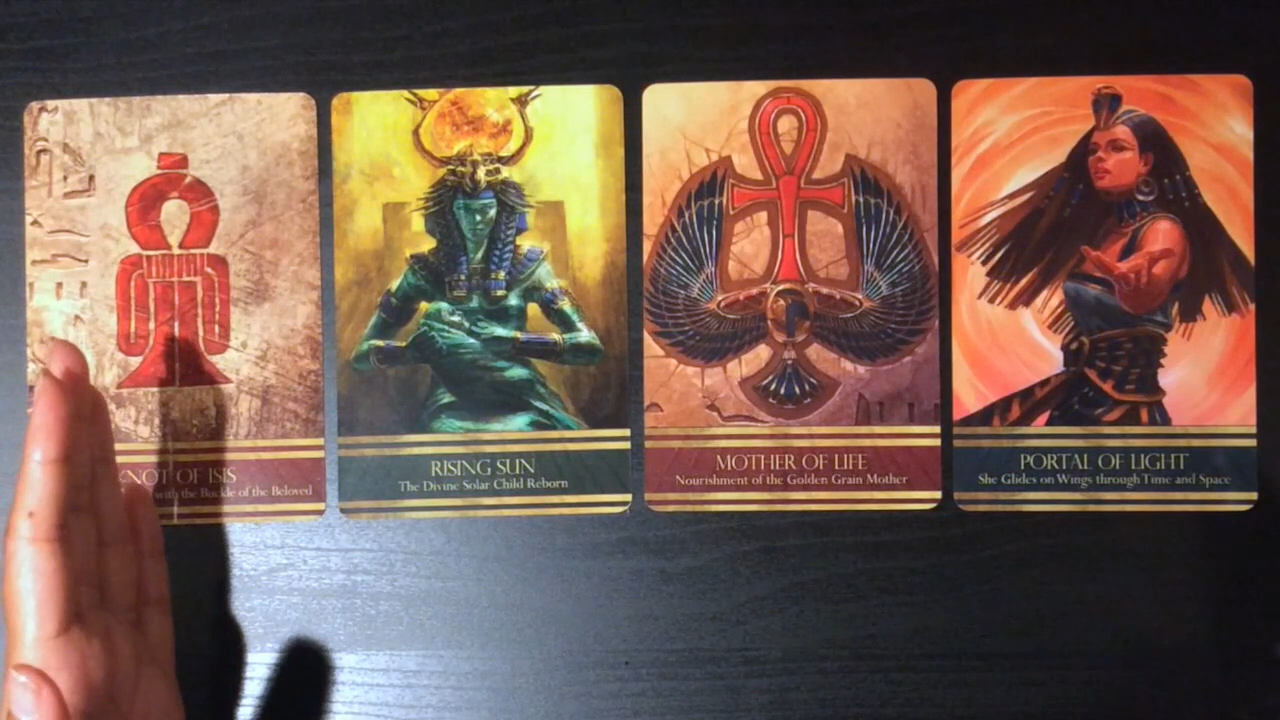 NOT OF ISIS
with the Buckle of the Beloved
RISING SUN
The Divine Solar Child Reborn
MOTHER OF LIFE
Nourishment of the Golden Grain Mother
PORTAL OF LIGHT
She Glides on Wings through Time and Space